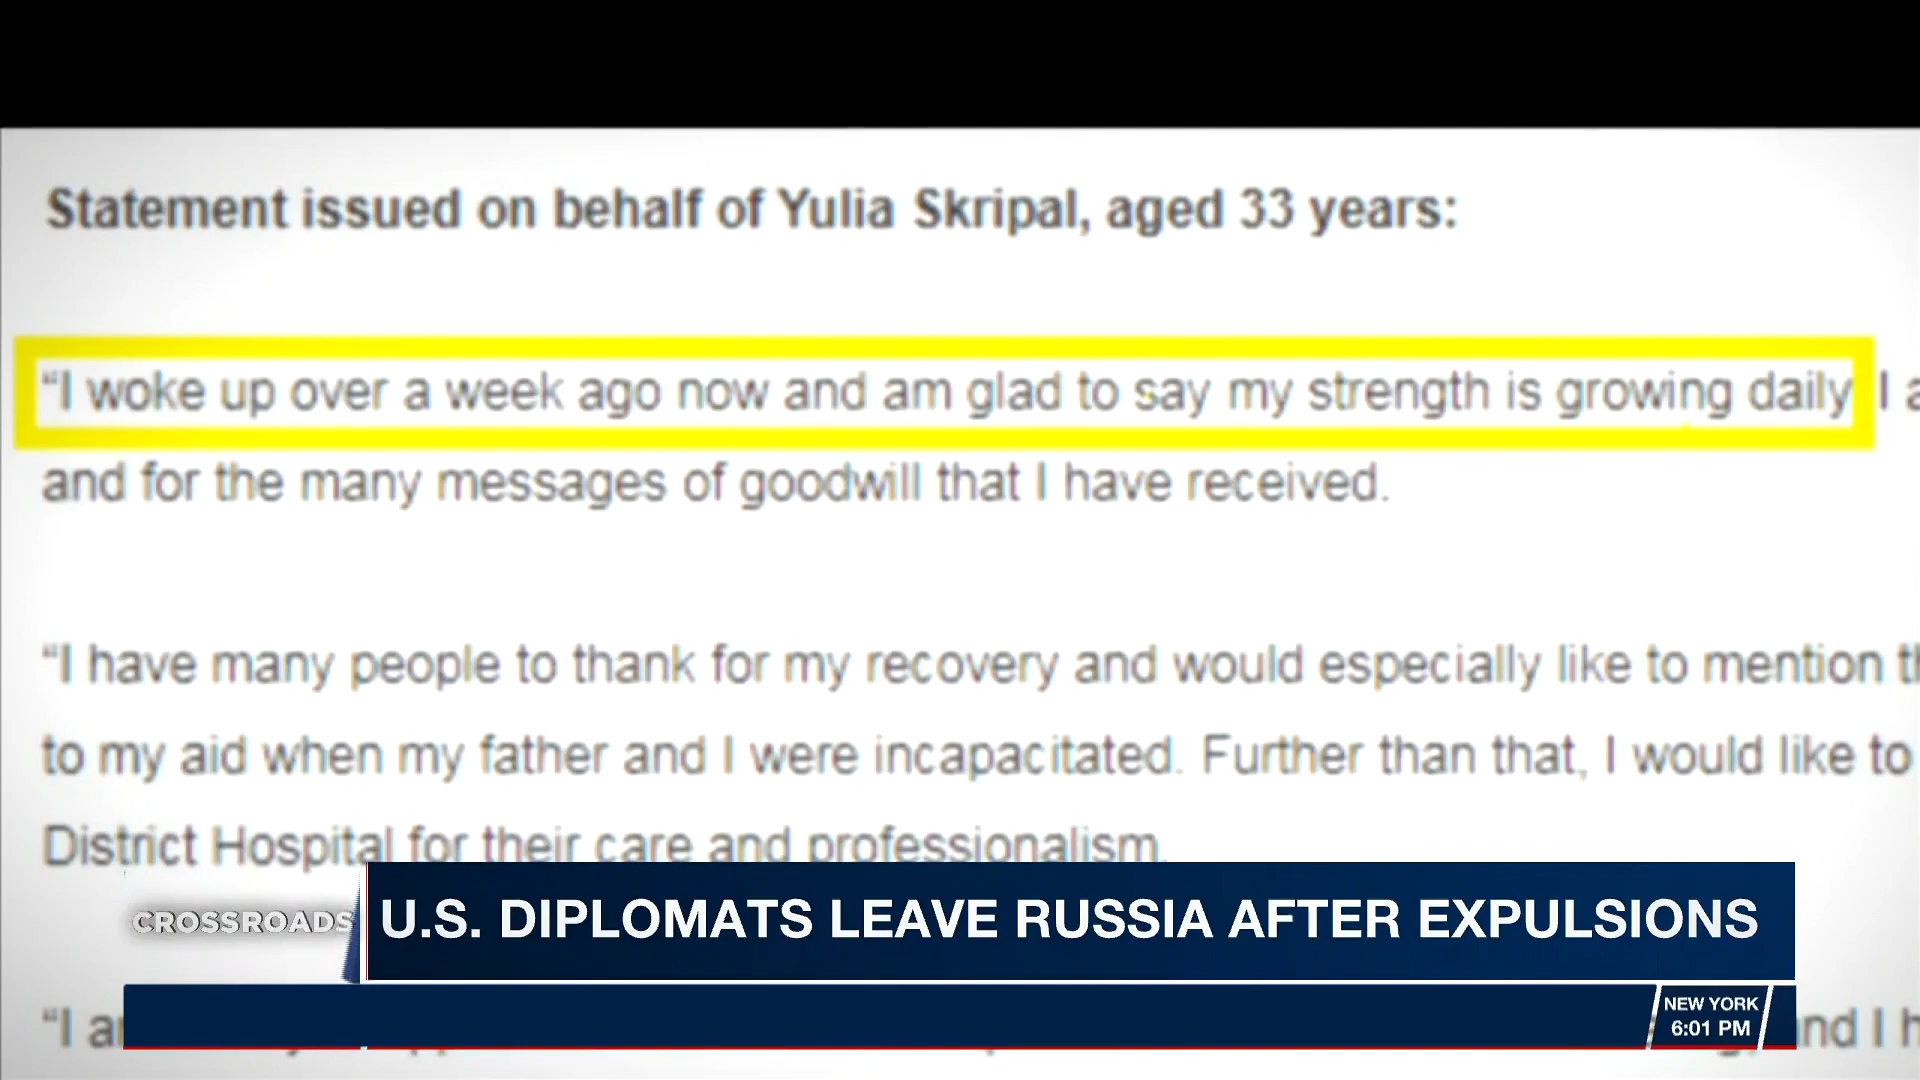 Statement issued on behalf of Yulia Skripal, aged 33 years:
“I woke up over a week ago now and am glad to say my strength is growing daily. I a
and for the many messages of goodwill that I have received.
“I have many people to thank for my recovery and would especially like to mention th
to my aid when my father and I were incapacitated. Further than that, I would like to
District Hospital for their care and professionalism.
CROSSROADS
U.S. DIPLOMATS LEAVE RUSSIA AFTER EXPULSIONS
“I a
and I h
NEW YORK
6:01 PM